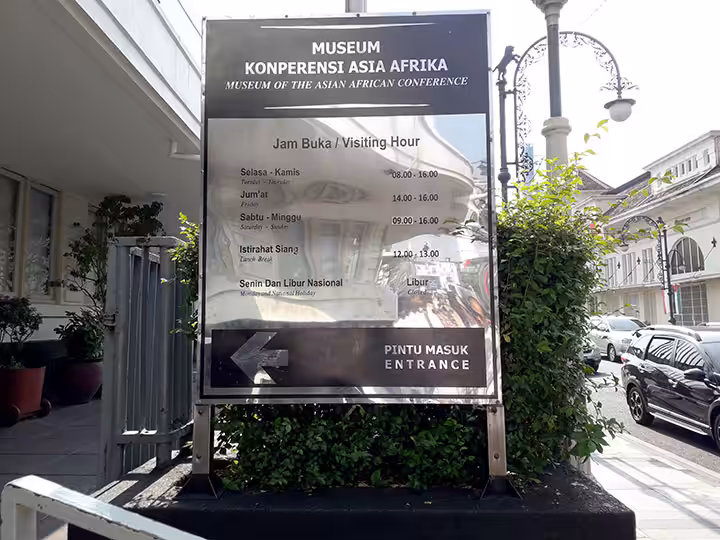 MUSEUM
KONPERENSI ASIA AFRIKA
MUSEUM OF THE ASIAN AFRICAN CONFERENCE
Jam Buka / Visiting Hour
Selasa - Kamis 08.00 - 16.00
Tuesday - Thursday
Jum'at 14.00 - 16.00
Friday
Sabtu - Minggu 09.00 - 16.00
Saturday - Sunday
Istirahat Siang 12.00 - 13.00
Lunch Break
Senin Dan Libur Nasional Libur
Monday and National Holiday Closed
PINTU MASUK
ENTRANCE